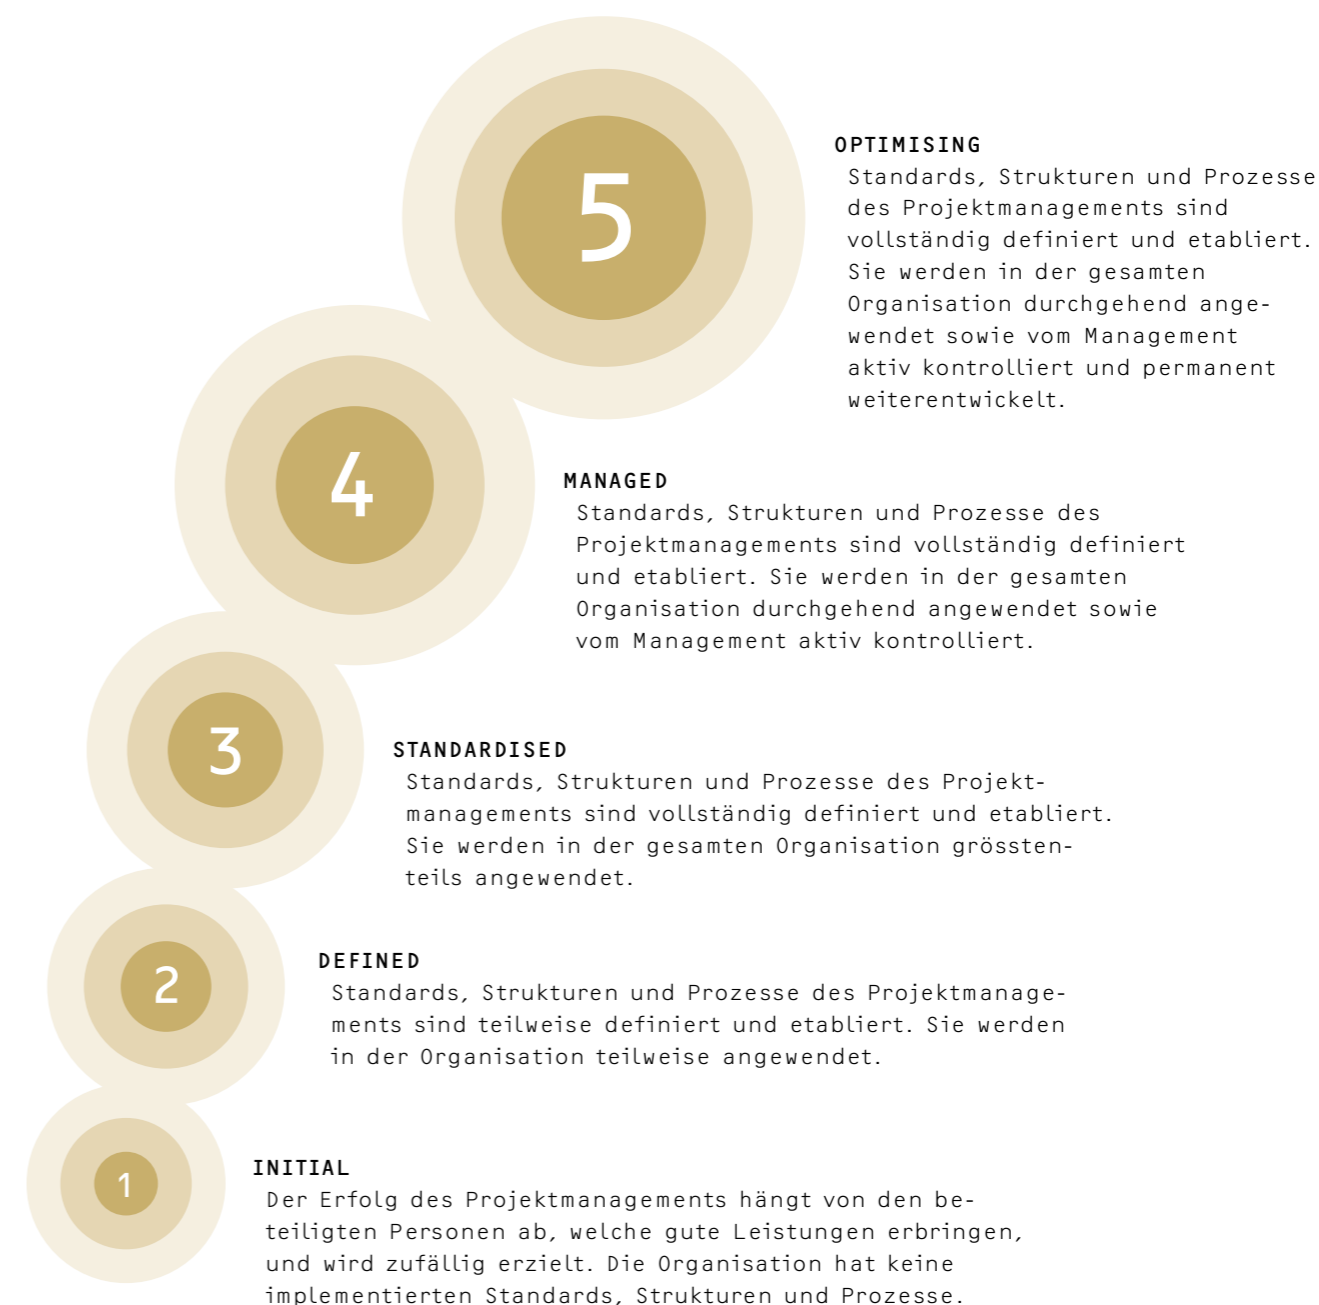 5
OPTIMISING
Standards, Strukturen und Prozesse
des Projektmanagements sind
vollständig definiert und etabliert.
Sie werden in der gesamten
Organisation durchgehend ange-
wendet sowie vom Management
aktiv kontrolliert und permanent
weiterentwickelt.
4
MANAGED
Standards, Strukturen und Prozesse des
Projektmanagements sind vollständig definiert
und etabliert. Sie werden in der gesamten
Organisation durchgehend angewendet sowie
vom Management aktiv kontrolliert.
3
STANDARDISED
Standards, Strukturen und Prozesse des Projekt-
managements sind vollständig definiert und etabliert.
Sie werden in der gesamten Organisation grössten-
teils angewendet.
2
DEFINED
Standards, Strukturen und Prozesse des Projektmanage-
ments sind teilweise definiert und etabliert. Sie werden
in der Organisation teilweise angewendet.
1
INITIAL
Der Erfolg des Projektmanagements hängt von den be-
teiligten Personen ab, welche gute Leistungen erbringen,
und wird zufällig erzielt. Die Organisation hat keine
implementierten Standards, Strukturen und Prozesse.